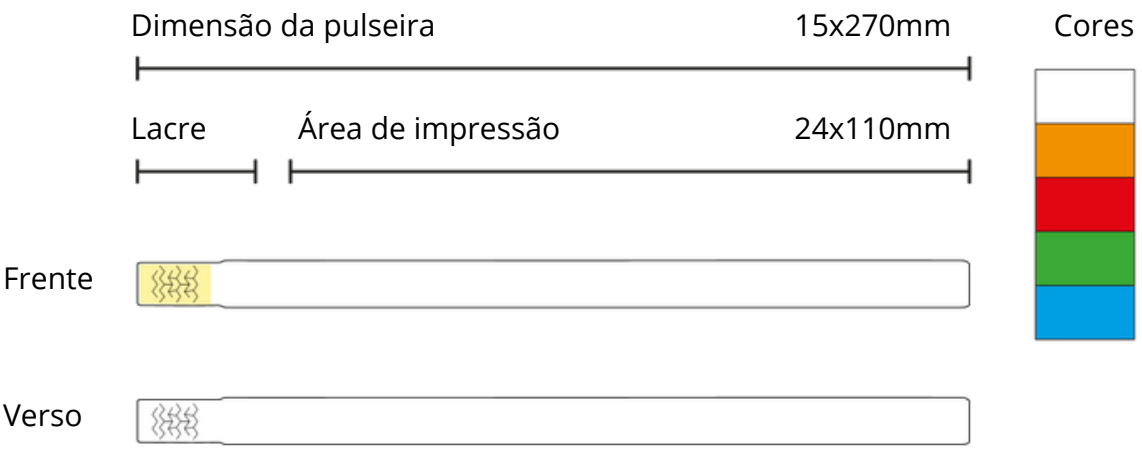 Dimensão da pulseira 15x270mm Cores
Lacre Área de impressão 24x110mm
Frente
Verso